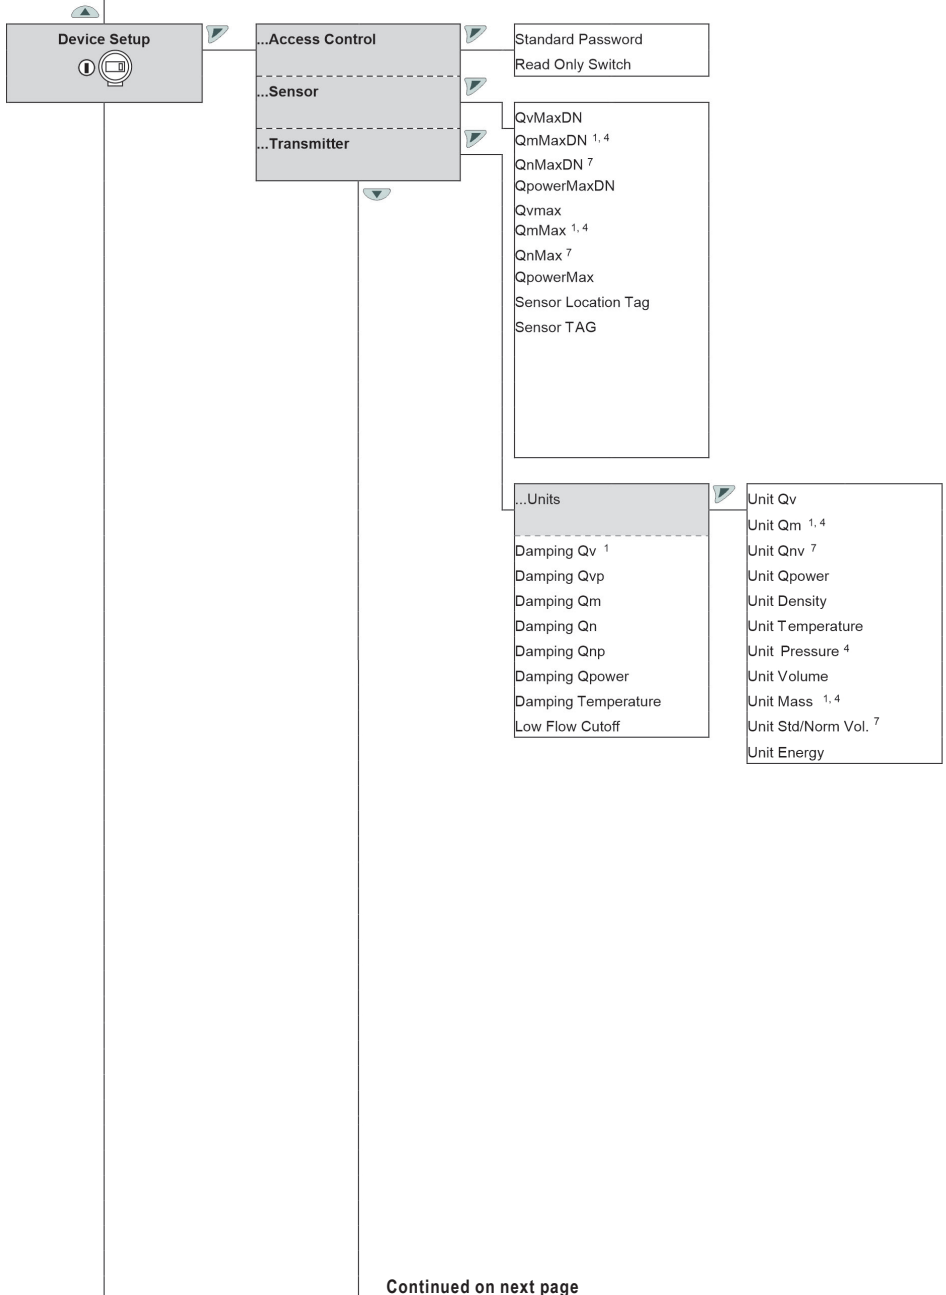 Device Setup
...Access Control
...Sensor
...Transmitter
Standard Password
Read Only Switch
QvMaxDN
QmMaxDN 1, 4
QnMaxDN 7
QpowerMaxDN
Qvmax
QmMax 1, 4
QnMax 7
QpowerMax
Sensor Location Tag
Sensor TAG
...Units
Damping Qv 1
Damping Qvp
Damping Qm
Damping Qn
Damping Qnp
Damping Qpower
Damping Temperature
Low Flow Cutoff
Unit Qv
Unit Qm 1, 4
Unit Qnv 7
Unit Qpower
Unit Density
Unit Temperature
Unit Pressure 4
Unit Volume
Unit Mass 1, 4
Unit Std/Norm Vol. 7
Unit Energy
Continued on next page